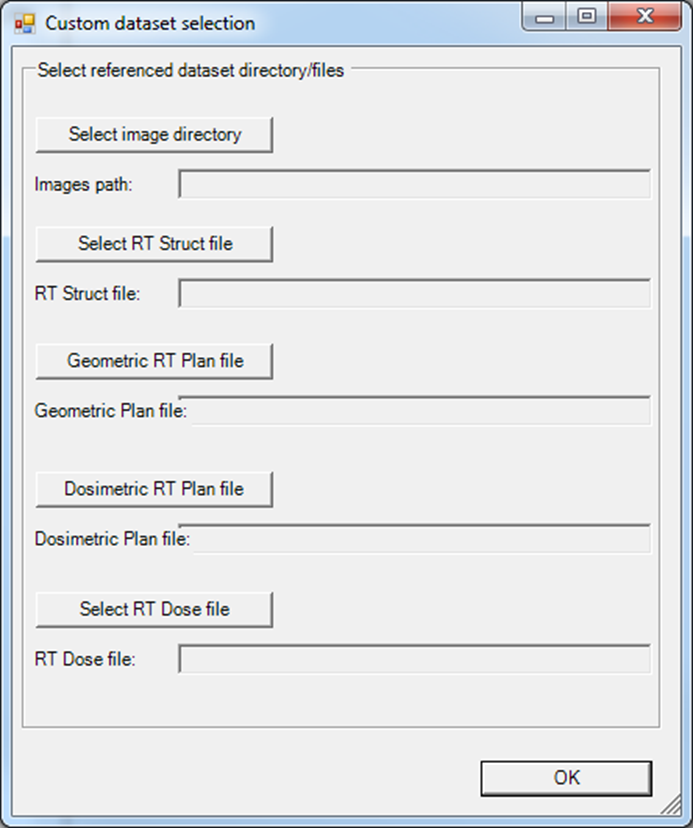 Custom dataset selection
Select referenced dataset directory/files
Select image directory
Images path:
Select RT Struct file
RT Struct file:
Geometric RT Plan file
Geometric Plan file:
Dosimetric RT Plan file
Dosimetric Plan file:
Select RT Dose file
RT Dose file:
OK